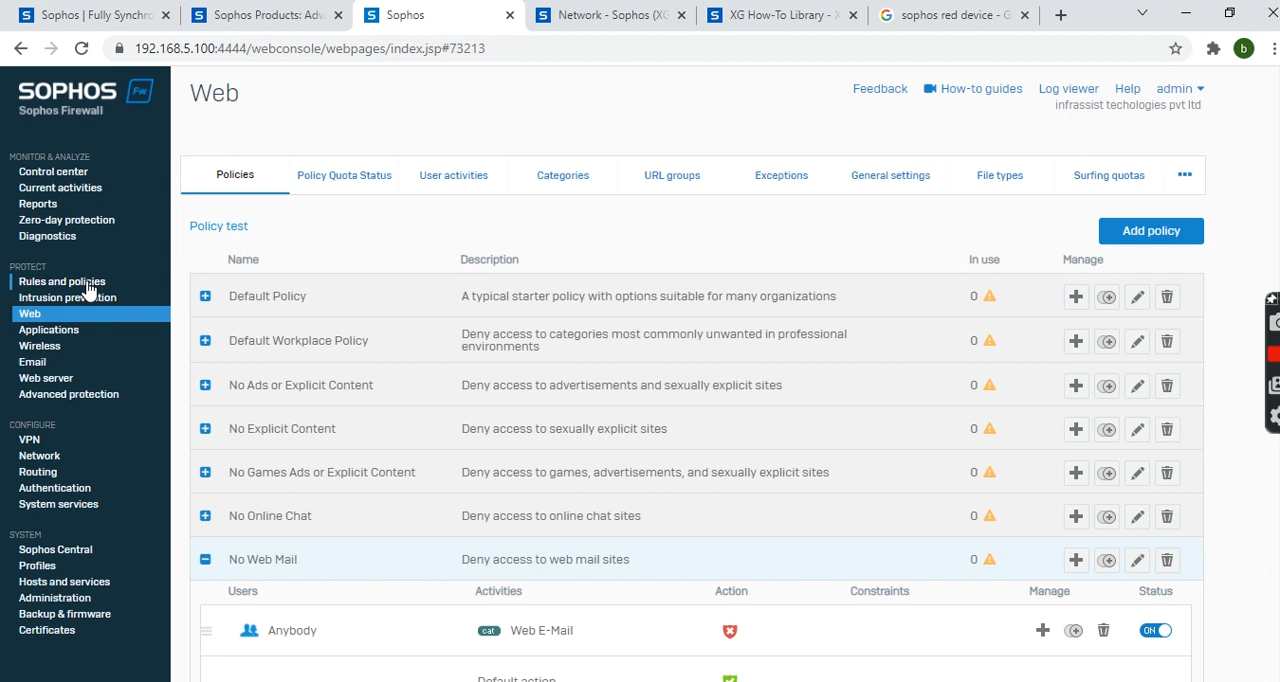 Sophos | Fully Synchro
Sophos Products: Adva
Sophos
Network - Sophos (XG
XG How-To Library - X
sophos red device - G
192.168.5.100:4444/webconsole/webpages/index.jsp#73213
b
SOPHOS Fw
Sophos Firewall
MONITOR & ANALYZE
Control center
Current activities
Reports
Zero-day protection
Diagnostics
PROTECT
Rules and policies
Intrusion prevention
Web
Applications
Wireless
Email
Web server
Advanced protection
CONFIGURE
VPN
Network
Routing
Authentication
System services
SYSTEM
Sophos Central
Profiles
Hosts and services
Administration
Backup & firmware
Certificates
Web
Feedback How-to guides Log viewer Help admin
infrassist techologies pvt ltd
Policies Policy Quota Status User activities Categories URL groups Exceptions General settings File types Surfing quotas •••
Policy test
Add policy
Name Description In use Manage
Default Policy A typical starter policy with options suitable for many organizations 0
Default Workplace Policy Deny access to categories most commonly unwanted in professional
environments 0
No Ads or Explicit Content Deny access to advertisements and sexually explicit sites 0
No Explicit Content Deny access to sexually explicit sites 0
No Games Ads or Explicit Content Deny access to games, advertisements, and sexually explicit sites 0
No Online Chat Deny access to online chat sites 0
No Web Mail Deny access to web mail sites 0
Users Activities Action Constraints Manage Status
Anybody cat Web E-Mail ON
Default action